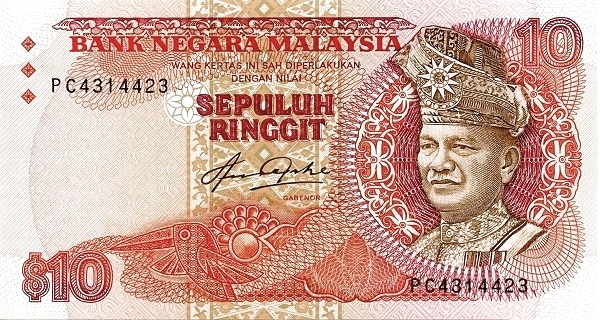 10
BANK NEGARA MALAYSIA
WANG KERTAS INI SAH DIPERLAKUKAN
DENGAN NILAI
PC4314423
SEPULUH
RINGGIT
GABENOR
$10
PC4314423